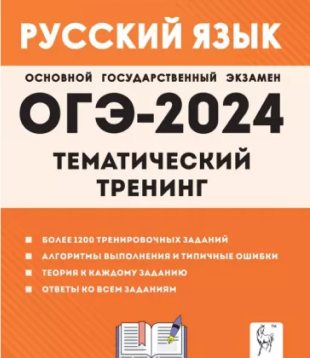 РУССКИЙ ЯЗЫК
ОСНОВНОЙ ГОСУДАРСТВЕННЫЙ ЭКЗАМЕН
ОГЭ-2024
ТЕМАТИЧЕСКИЙ
ТРЕНИНГ
БОЛЕЕ 1200 ТРЕНИРОВОЧНЫХ ЗАДАНИЙ
АЛГОРИТМЫ ВЫПОЛНЕНИЯ И ТИПИЧНЫЕ ОШИБКИ
ТЕОРИЯ К КАЖДОМУ ЗАДАНИЮ
ОТВЕТЫ КО ВСЕМ ЗАДАНИЯМ